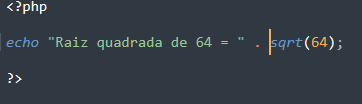 <?php
echo "Raiz quadrada de 64 = " . sqrt(64);
?>